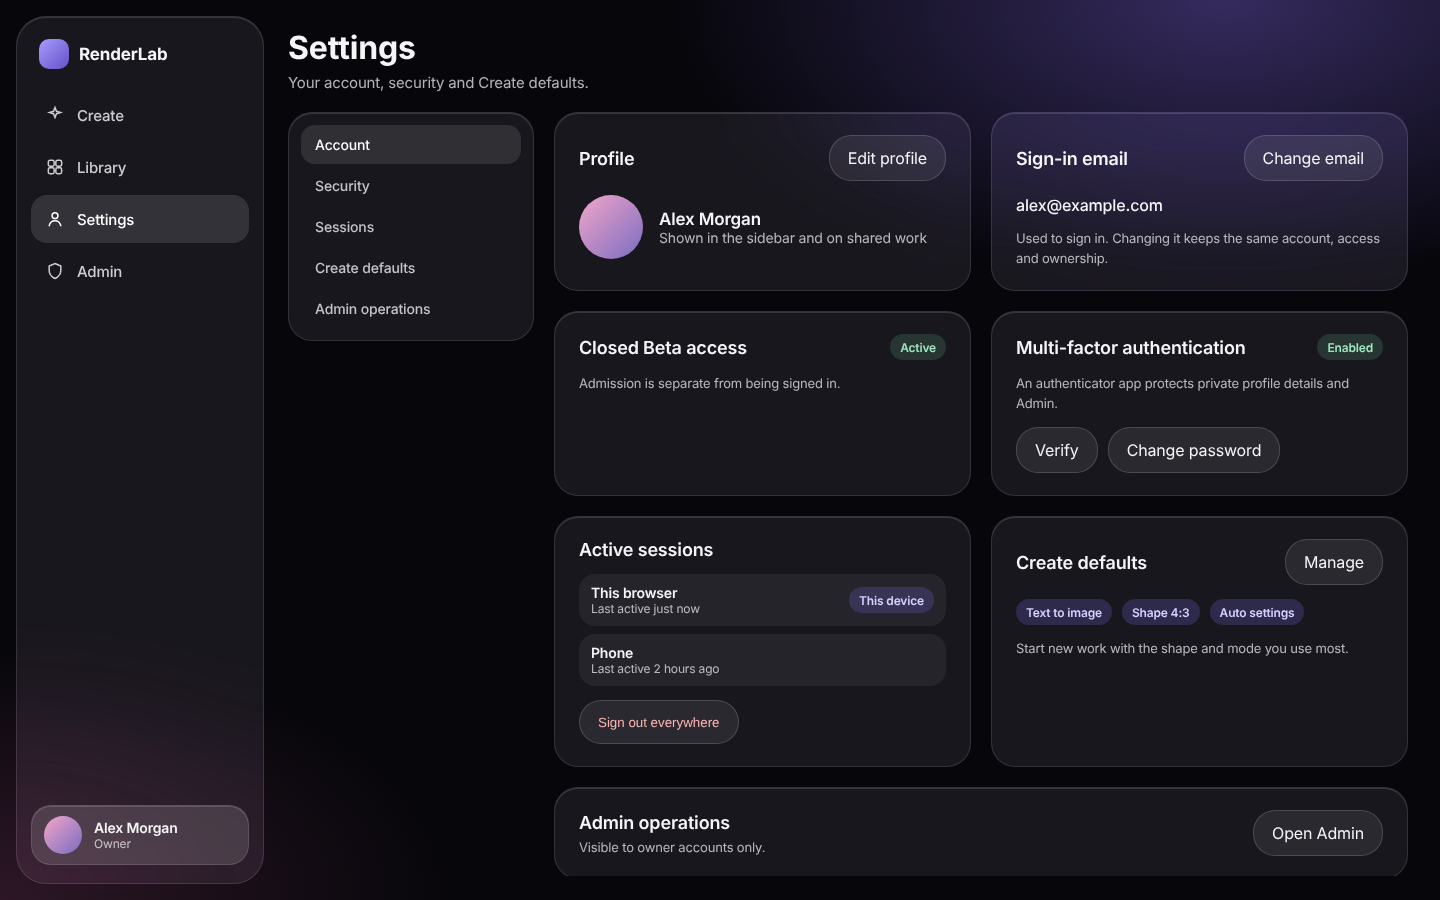 RenderLab
Create
Library
Settings
Admin
Alex Morgan
Owner
Settings
Your account, security and Create defaults.
Account
Security
Sessions
Create defaults
Admin operations
Profile
Edit profile
Alex Morgan
Shown in the sidebar and on shared work
Sign-in email
Change email
alex@example.com
Used to sign in. Changing it keeps the same account, access
and ownership.
Closed Beta access
Active
Admission is separate from being signed in.
Multi-factor authentication
Enabled
An authenticator app protects private profile details and
Admin.
Verify
Change password
Active sessions
This browser
Last active just now
This device
Phone
Last active 2 hours ago
Sign out everywhere
Create defaults
Manage
Text to image
Shape 4:3
Auto settings
Start new work with the shape and mode you use most.
Admin operations
Visible to owner accounts only.
Open Admin